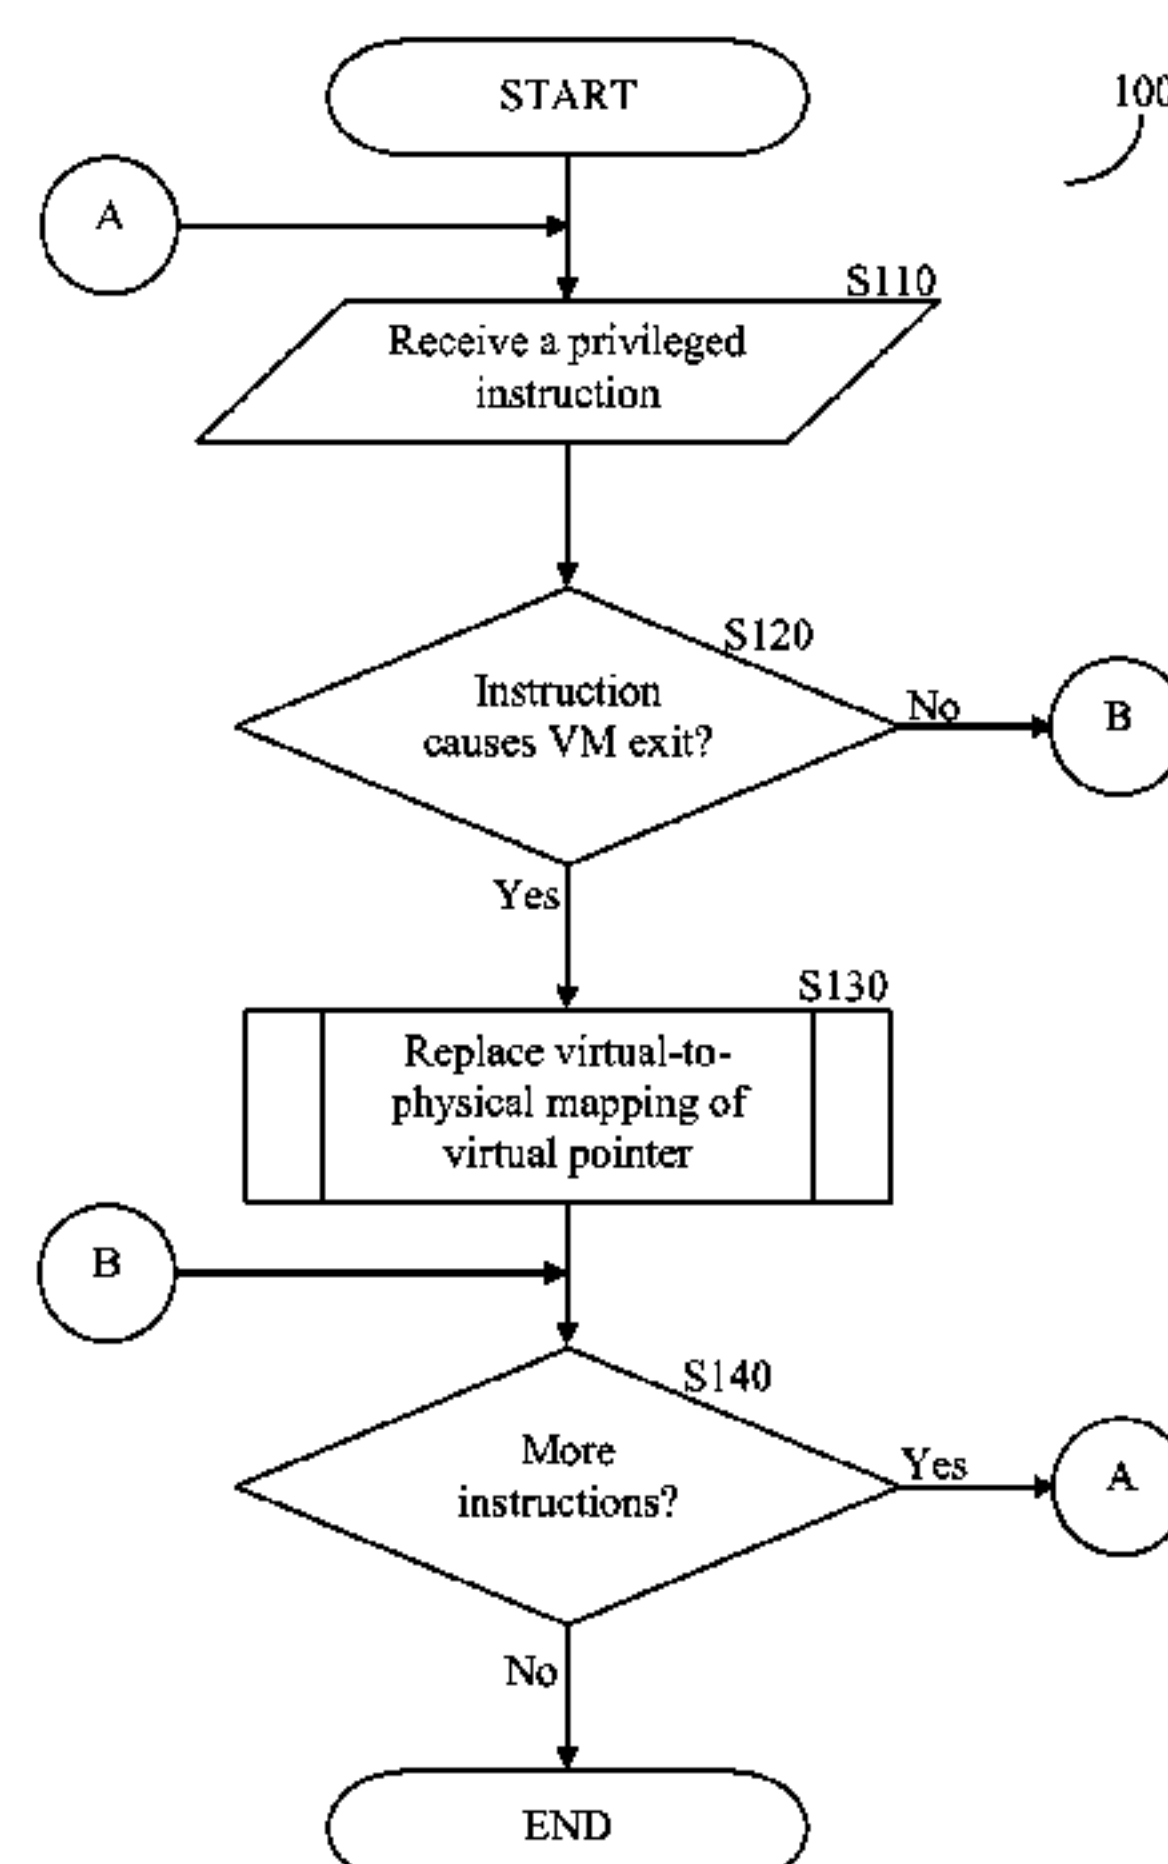 START
100
A
S110
Receive a privileged
instruction
S120
Instruction
causes VM exit?
No
B
Yes
S130
Replace virtual-to-
physical mapping of
virtual pointer
B
S140
More
instructions?
Yes
A
No
END